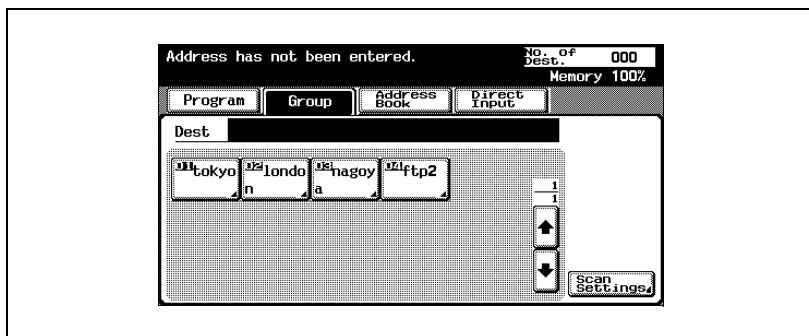 Address has not been entered.
No. of Dest. 000
Memory 100%
Program Group Address Book Direct Input
Dest
01 tokyo 02 london 03 nagoya 04 ftp2
1
1
Scan Settings